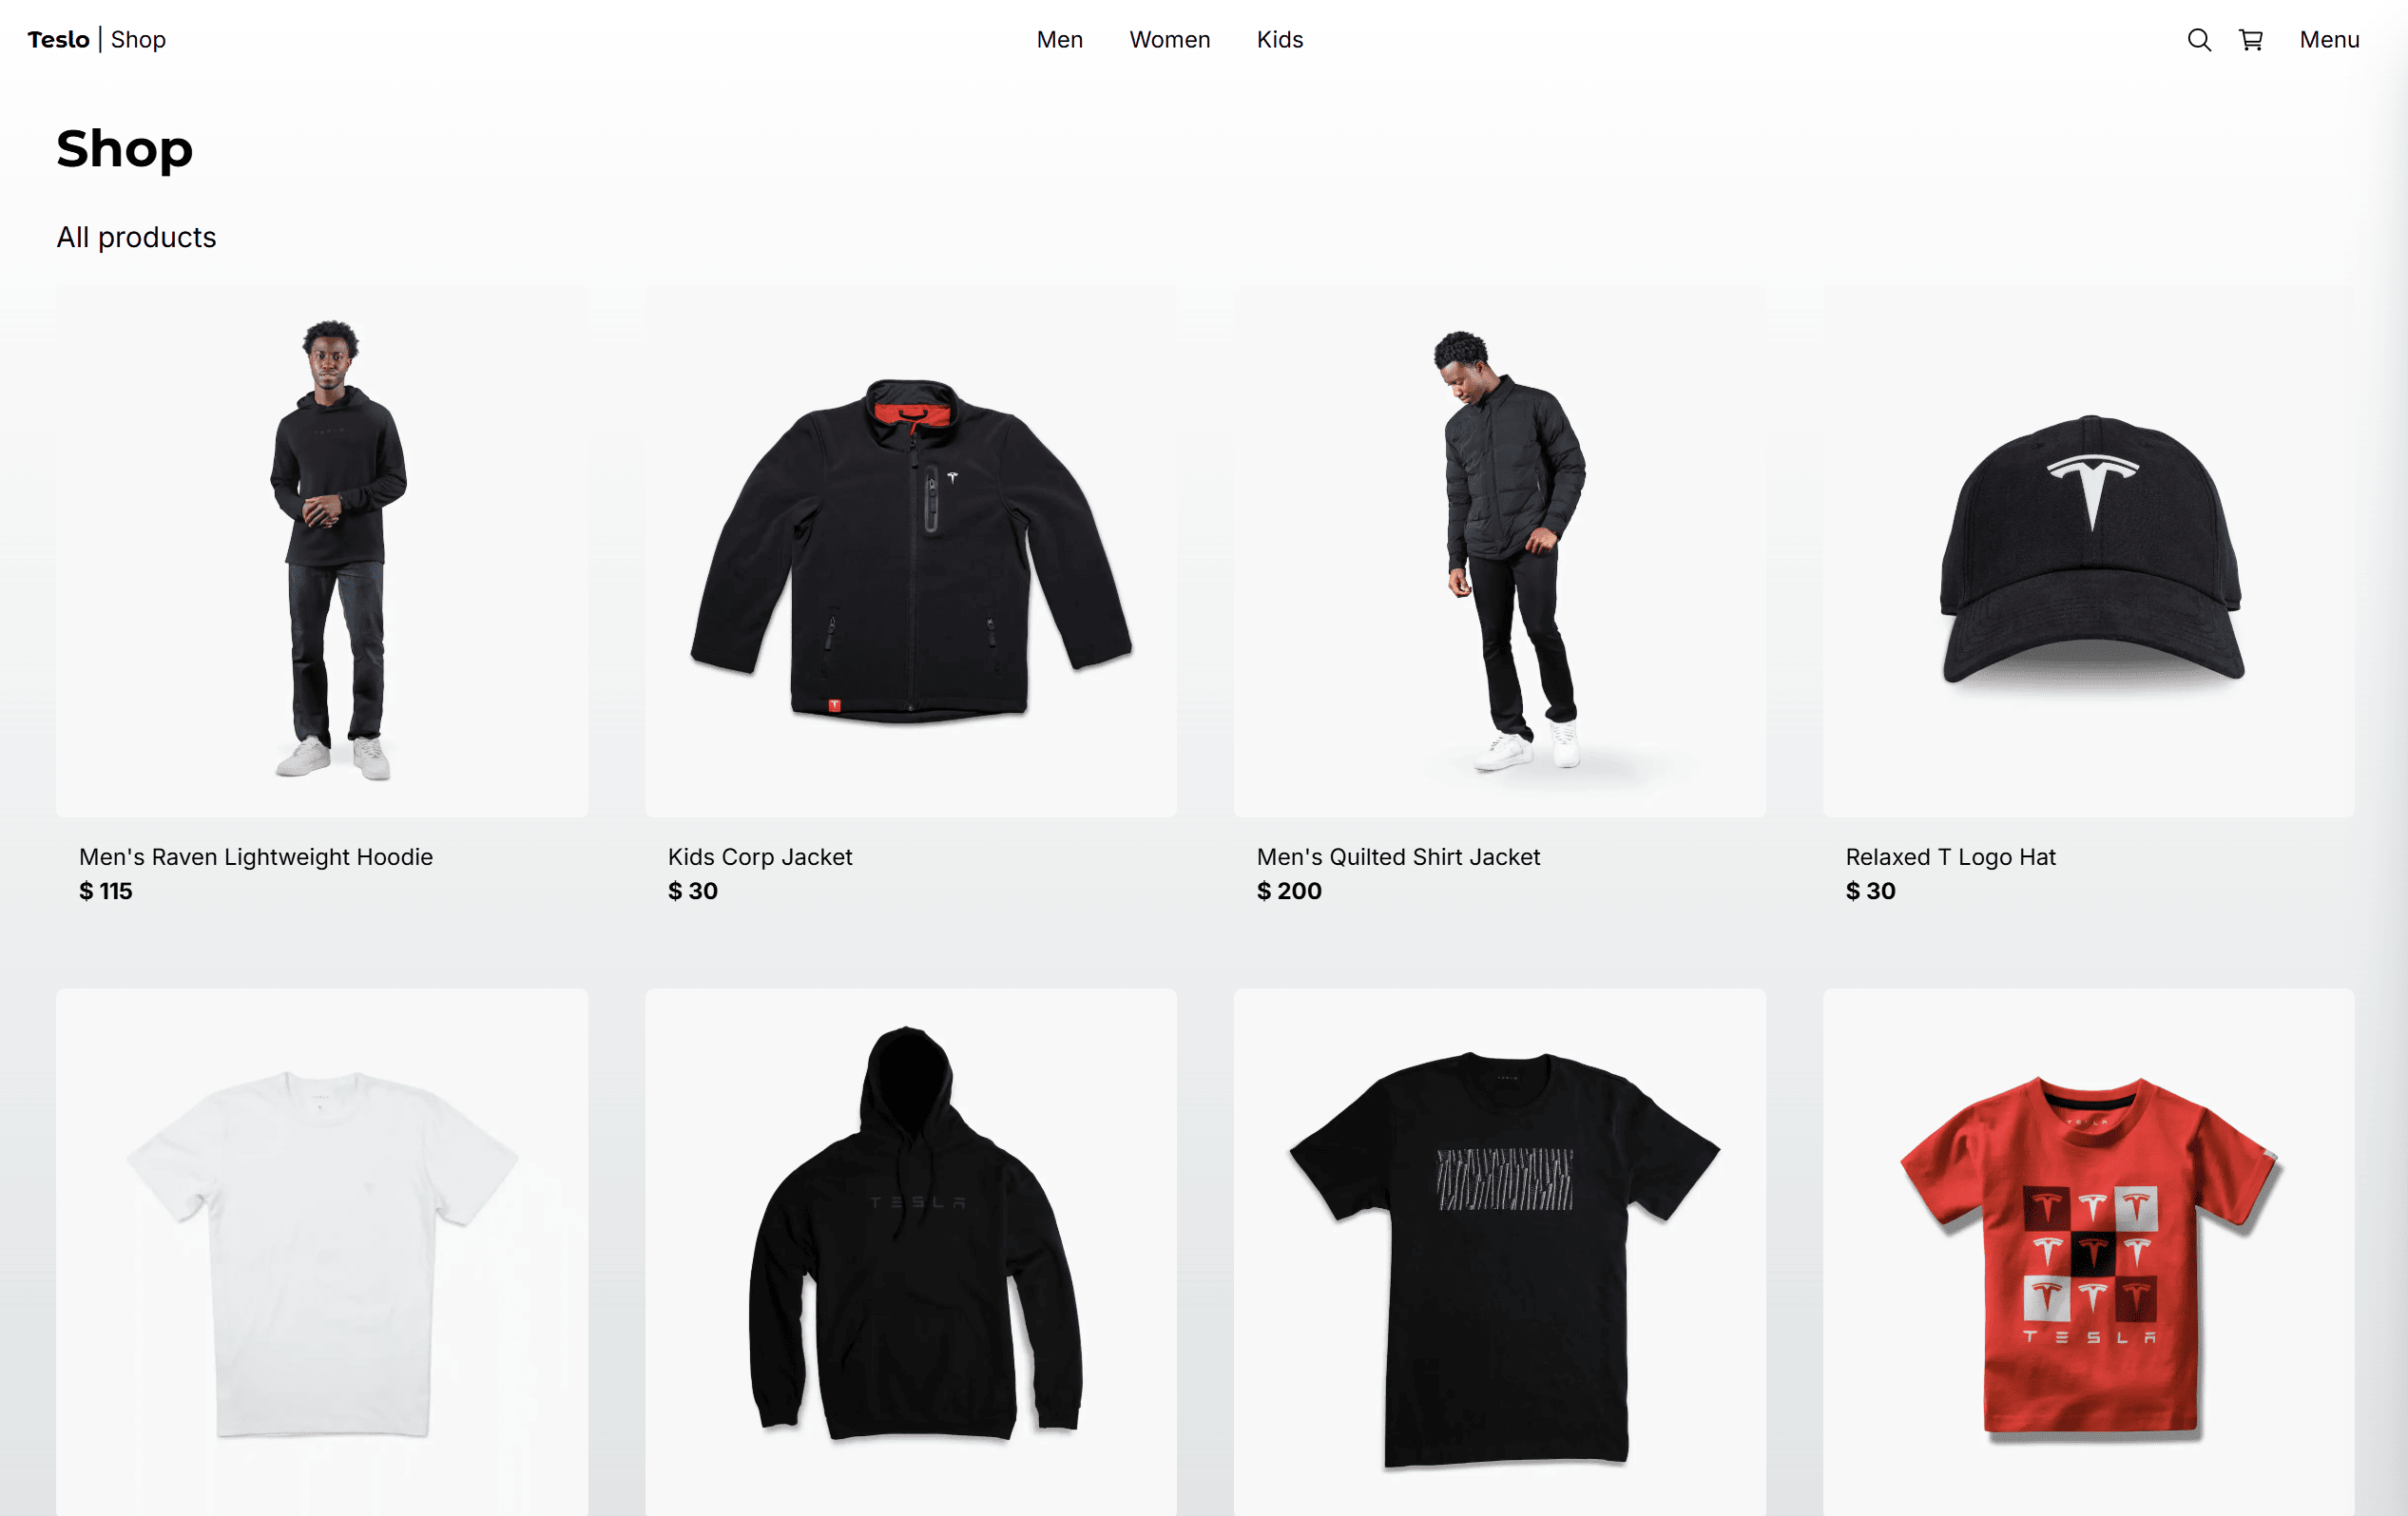 Teslo | Shop
Men
Women
Kids
Menu
Shop
All products
Men's Raven Lightweight Hoodie
$ 115
Kids Corp Jacket
$ 30
Men's Quilted Shirt Jacket
$ 200
Relaxed T Logo Hat
$ 30
TESLA
TESLA
TESLA